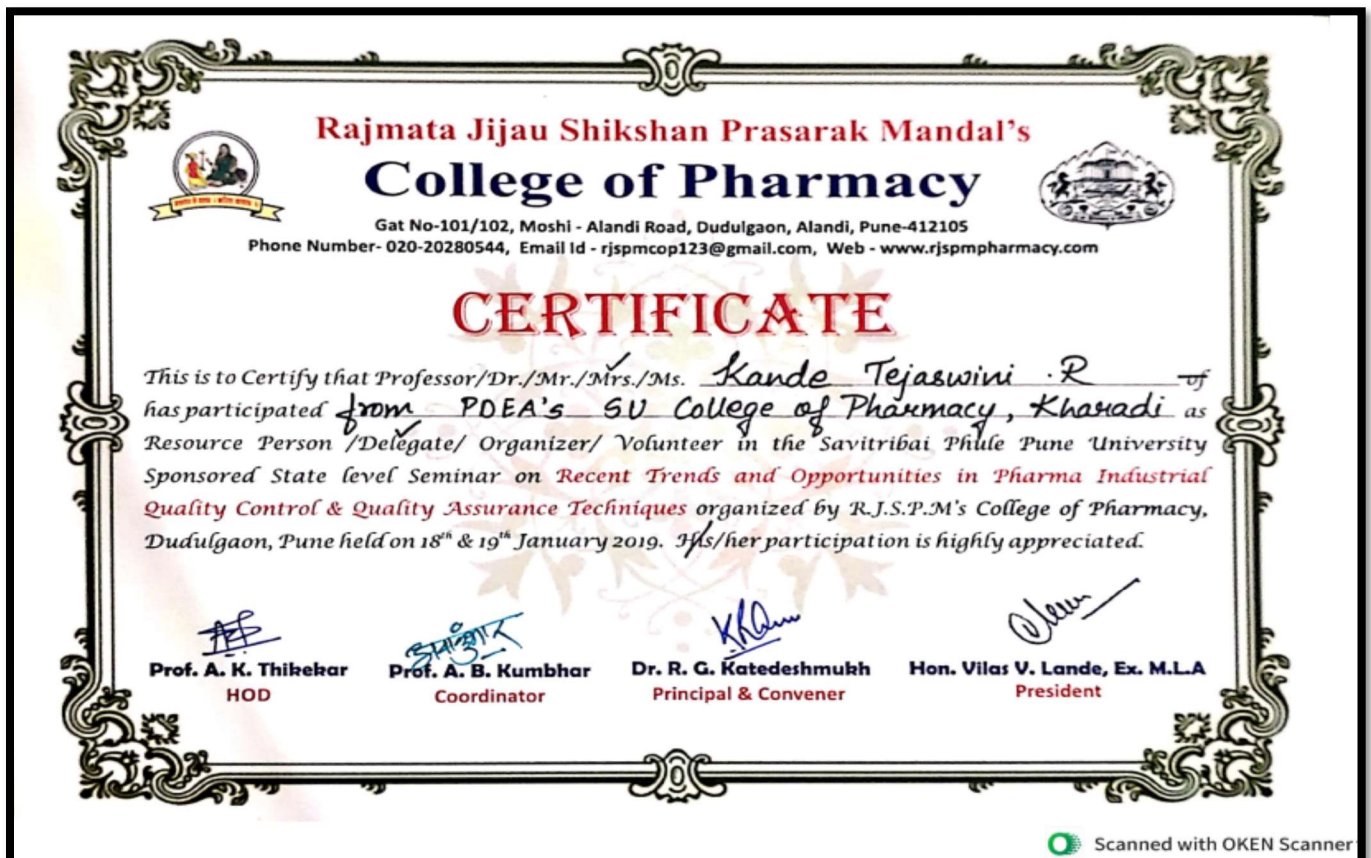 Rajmata Jijau Shikshan Prasarak Mandal's
College of Pharmacy
Gat No-101/102, Moshi - Alandi Road, Dudulgaon, Alandi, Pune-412105
Phone Number- 020-20280544, Email Id - rjspmcop123@gmail.com, Web - www.rjspmpharmacy.com
CERTIFICATE
This is to Certify that Professor/Dr./Mr./Mrs./Ms. Kande Tejaswini .R of
has participated from PDEA's SU College of Pharmacy, Kharadi as
Resource Person /Delegate/ Organizer/ Volunteer in the Savitribai Phule Pune University
Sponsored State level Seminar on Recent Trends and Opportunities in Pharma Industrial
Quality Control & Quality Assurance Techniques organized by R.J.S.P.M's College of Pharmacy,
Dudulgaon, Pune held on 18th & 19th January 2019. His/her participation is highly appreciated.
Prof. A. K. Thikekar Prof. A. B. Kumbhar Dr. R. G. Katedeshmukh Hon. Vilas V. Lande, Ex. M.L.A
HOD Coordinator Principal & Convener President
Scanned with OKEN Scanner